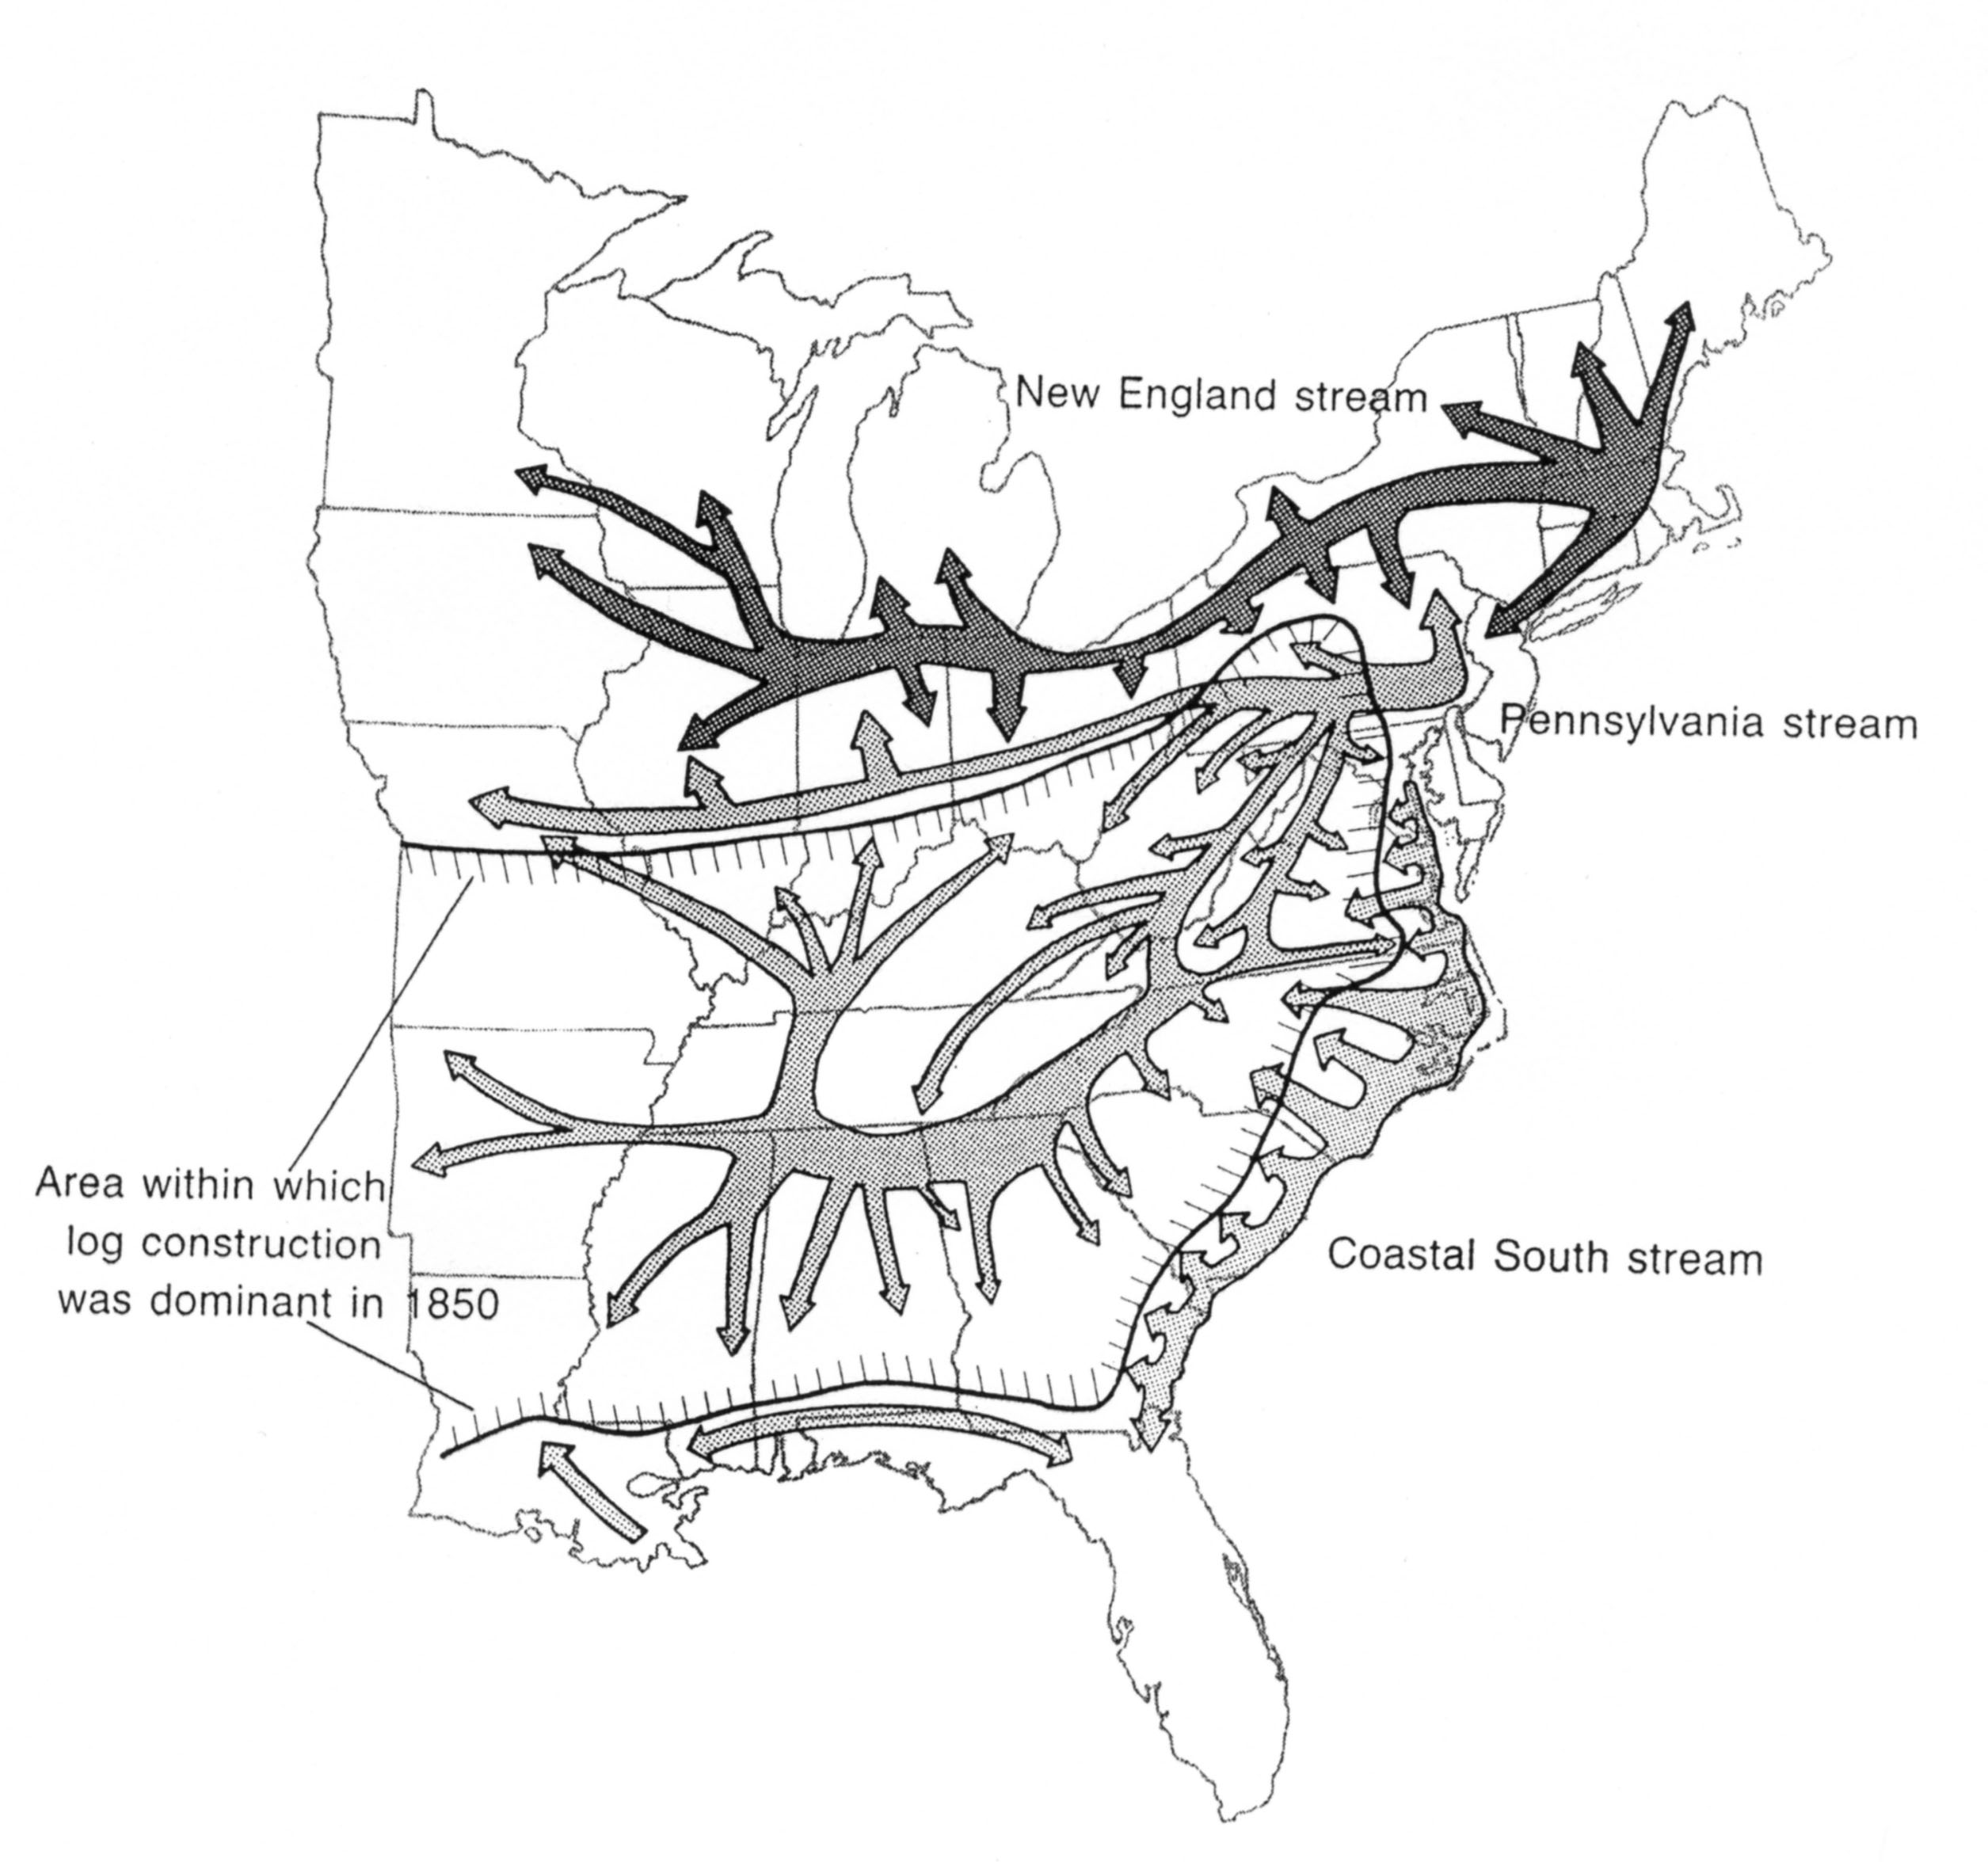 New England stream
Pennsylvania stream
Area within which
log construction
was dominant in 1850
Coastal South stream